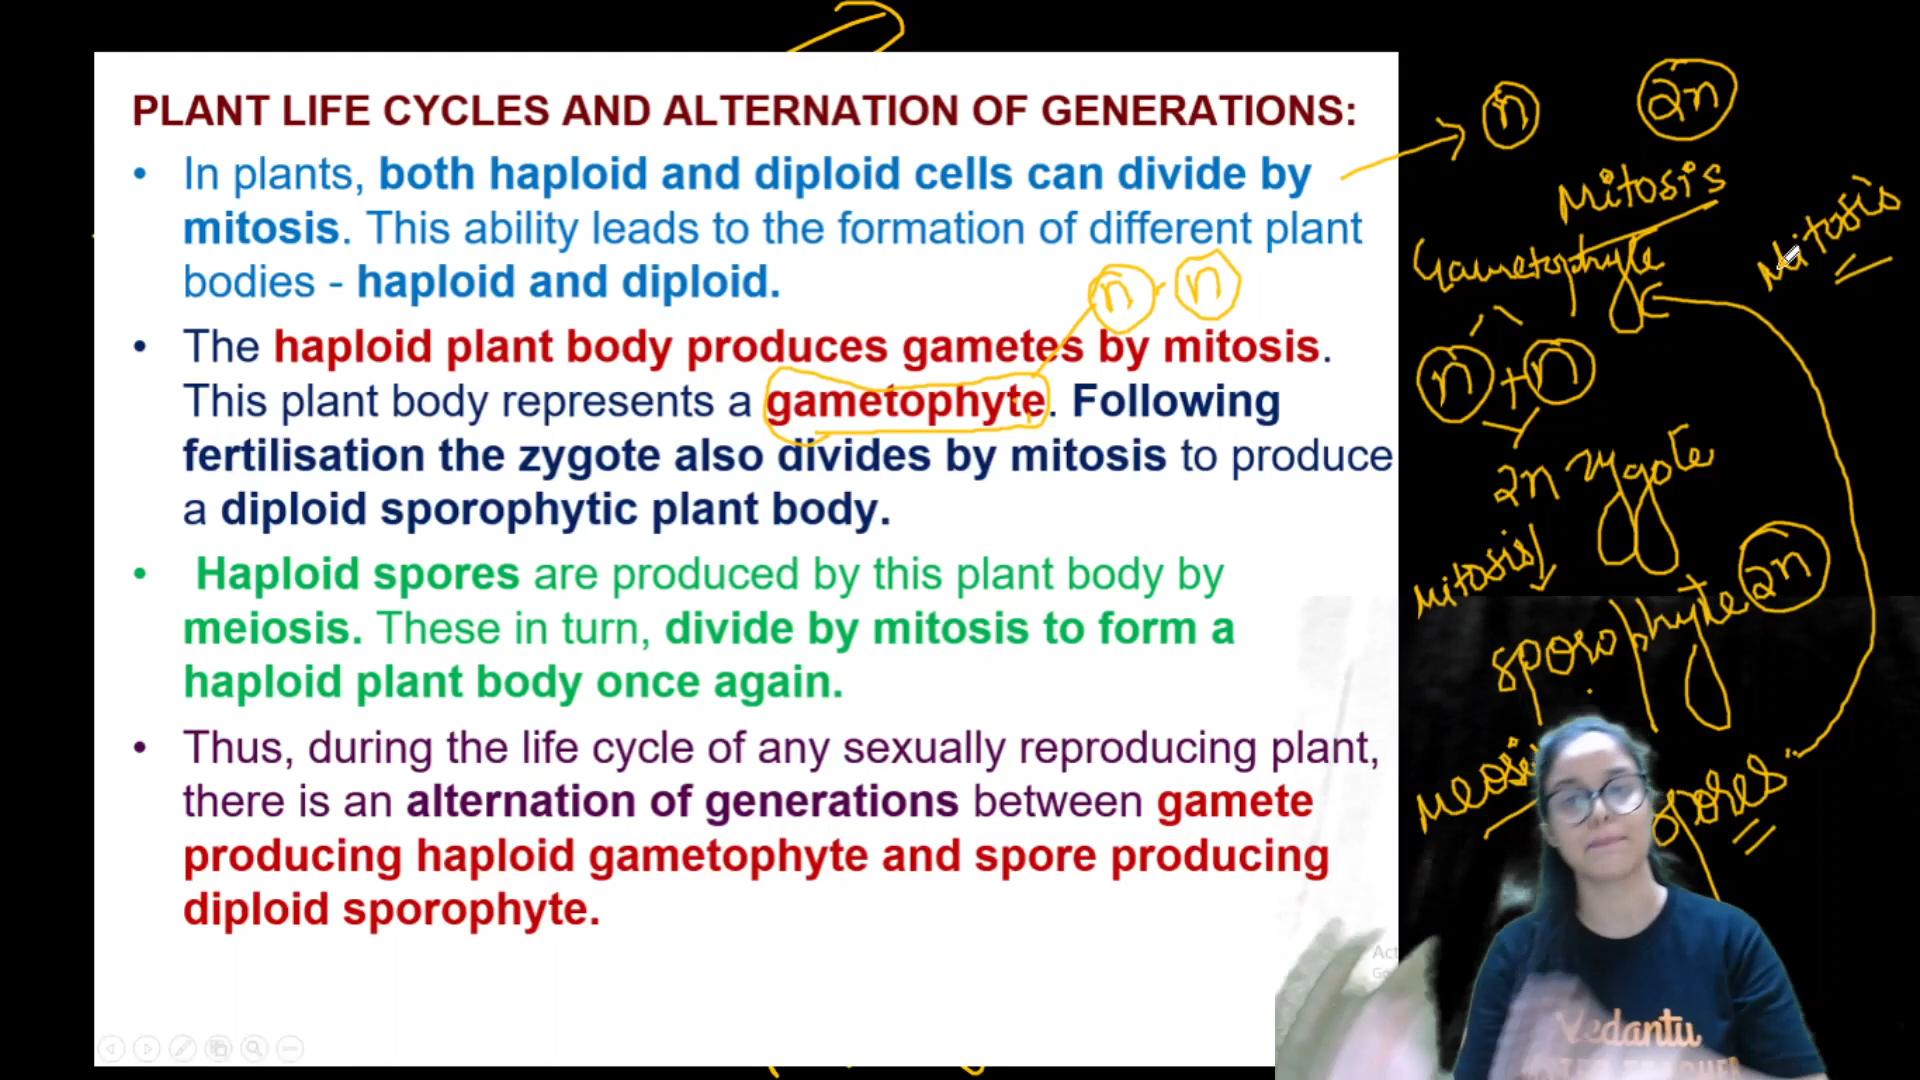 PLANT LIFE CYCLES AND ALTERNATION OF GENERATIONS:
• In plants, both haploid and diploid cells can divide by
mitosis. This ability leads to the formation of different plant
bodies - haploid and diploid.
• The haploid plant body produces gametes by mitosis.
This plant body represents a gametophyte. Following
fertilisation the zygote also divides by mitosis to produce
a diploid sporophytic plant body.
• Haploid spores are produced by this plant body by
meiosis. These in turn, divide by mitosis to form a
haploid plant body once again.
• Thus, during the life cycle of any sexually reproducing plant,
there is an alternation of generations between gamete
producing haploid gametophyte and spore producing
diploid sporophyte.
n n
n 2n
Mitosis
Gametophyte
Mitosis
n + n
2n zygote
mitosis
sporophyte 2n
spores
Vedantu